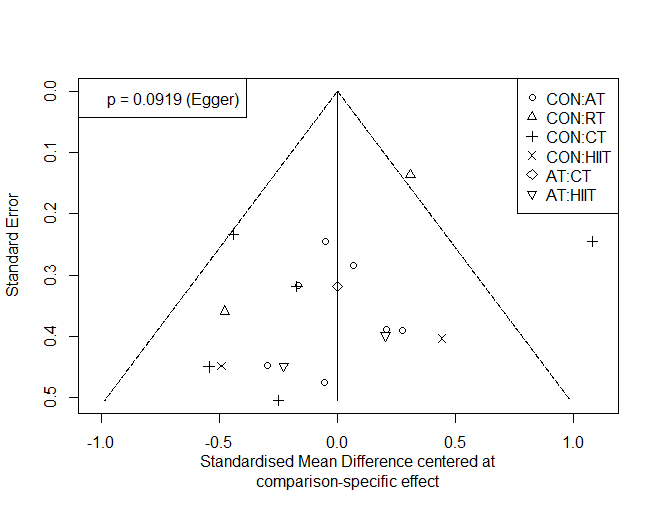 p = 0.0919 (Egger)
CON:AT
CON:RT
CON:CT
CON:HIIT
AT:CT
AT:HIIT
Standard Error
0.0
0.1
0.2
0.3
0.4
0.5
-1.0
-0.5
0.0
0.5
1.0
Standardised Mean Difference centered at
comparison-specific effect